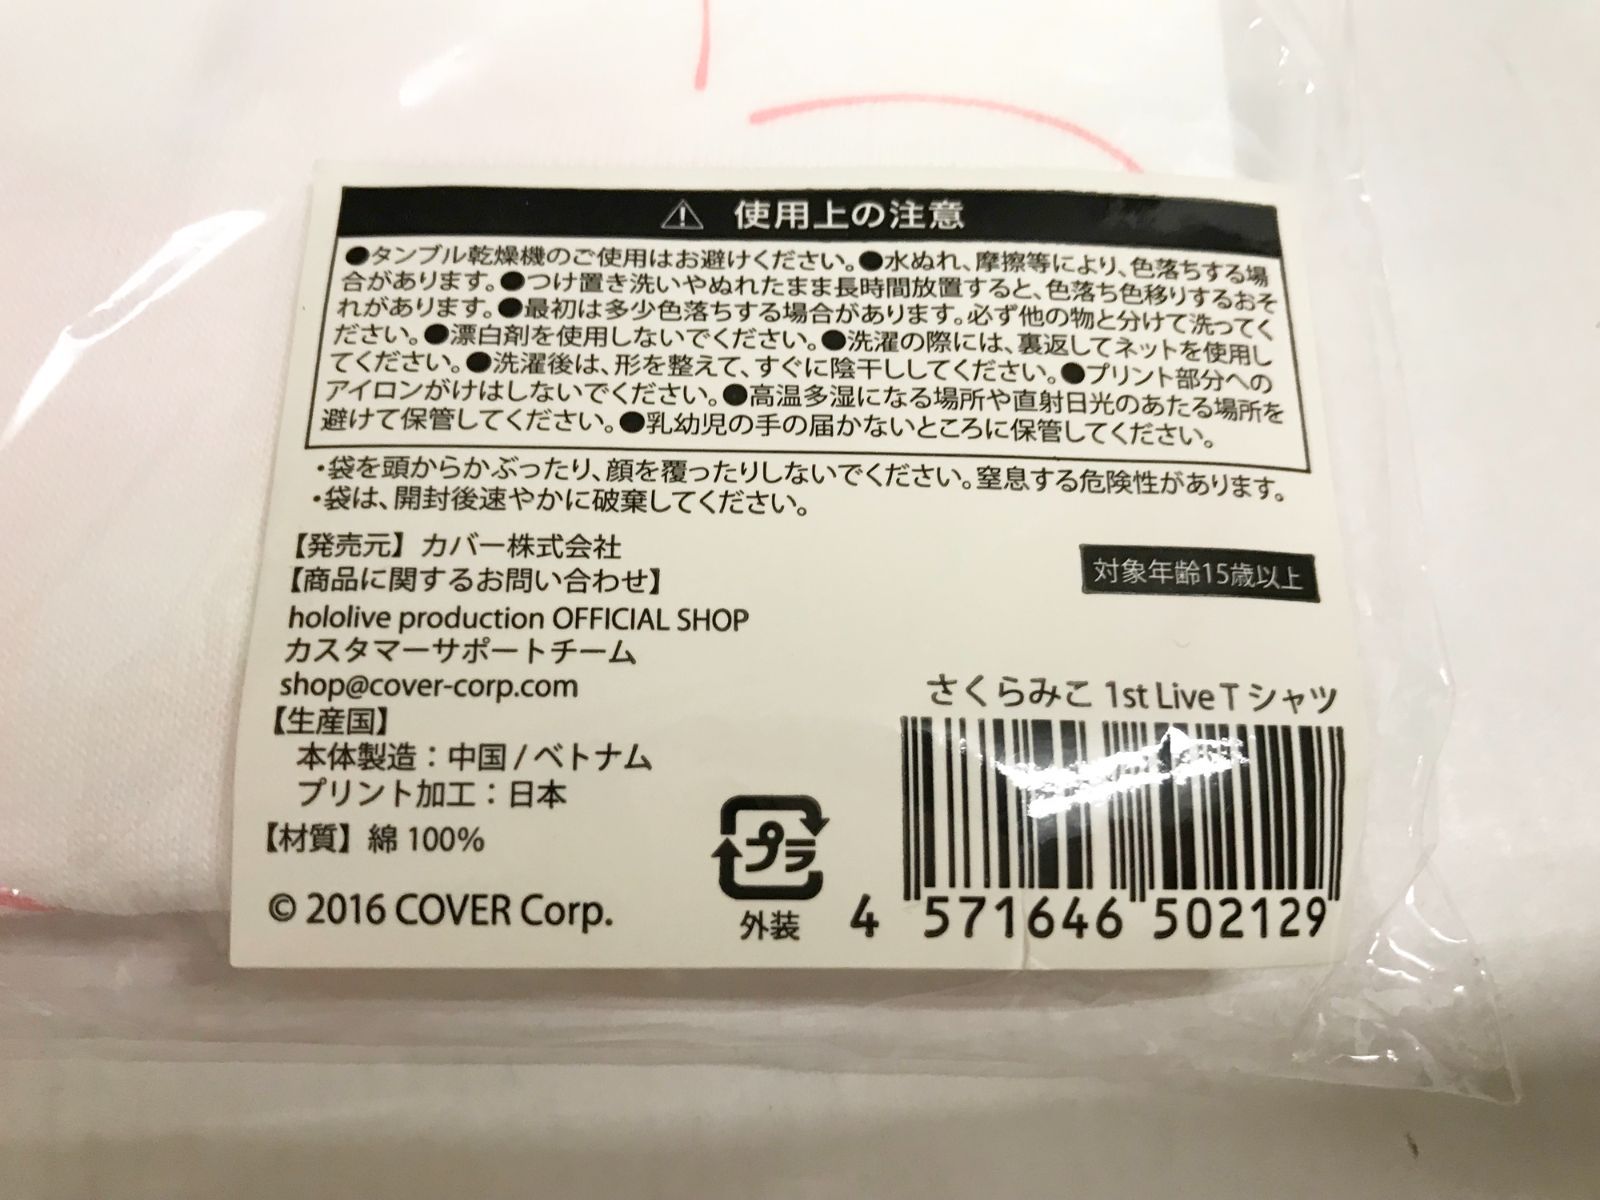 ⚠ 使用上の注意
●タンブル乾燥機のご使用はお避けください。●水ぬれ、摩擦等により、色落ちする場
合があります。●つけ置き洗いやぬれたまま長時間放置すると、色落ち色移りするおそ
れがあります。●最初は多少色落ちする場合があります。必ず他の物と分けて洗ってく
ださい。●漂白剤を使用しないでください。●洗濯の際には、裏返してネットを使用し
てください。●洗濯後は、形を整えて、すぐに陰干ししてください。●プリント部分への
アイロンがけはしないでください。●高温多湿になる場所や直射日光のあたる場所を
避けて保管してください。●乳幼児の手の届かないところに保管してください。
・袋を頭からかぶったり、顔を覆ったりしないでください。窒息する危険性があります。
・袋は、開封後速やかに破棄してください。
【発売元】カバー株式会社
【商品に関するお問い合わせ】
hololive production OFFICIAL SHOP
カスタマーサポートチーム
shop@cover-corp.com
【生産国】
本体製造：中国 / ベトナム
プリント加工：日本
【材質】綿 100%
© 2016 COVER Corp.
プラ
外装
対象年齢15歳以上
さくらみこ 1st Live T シャツ
4 571646 502129